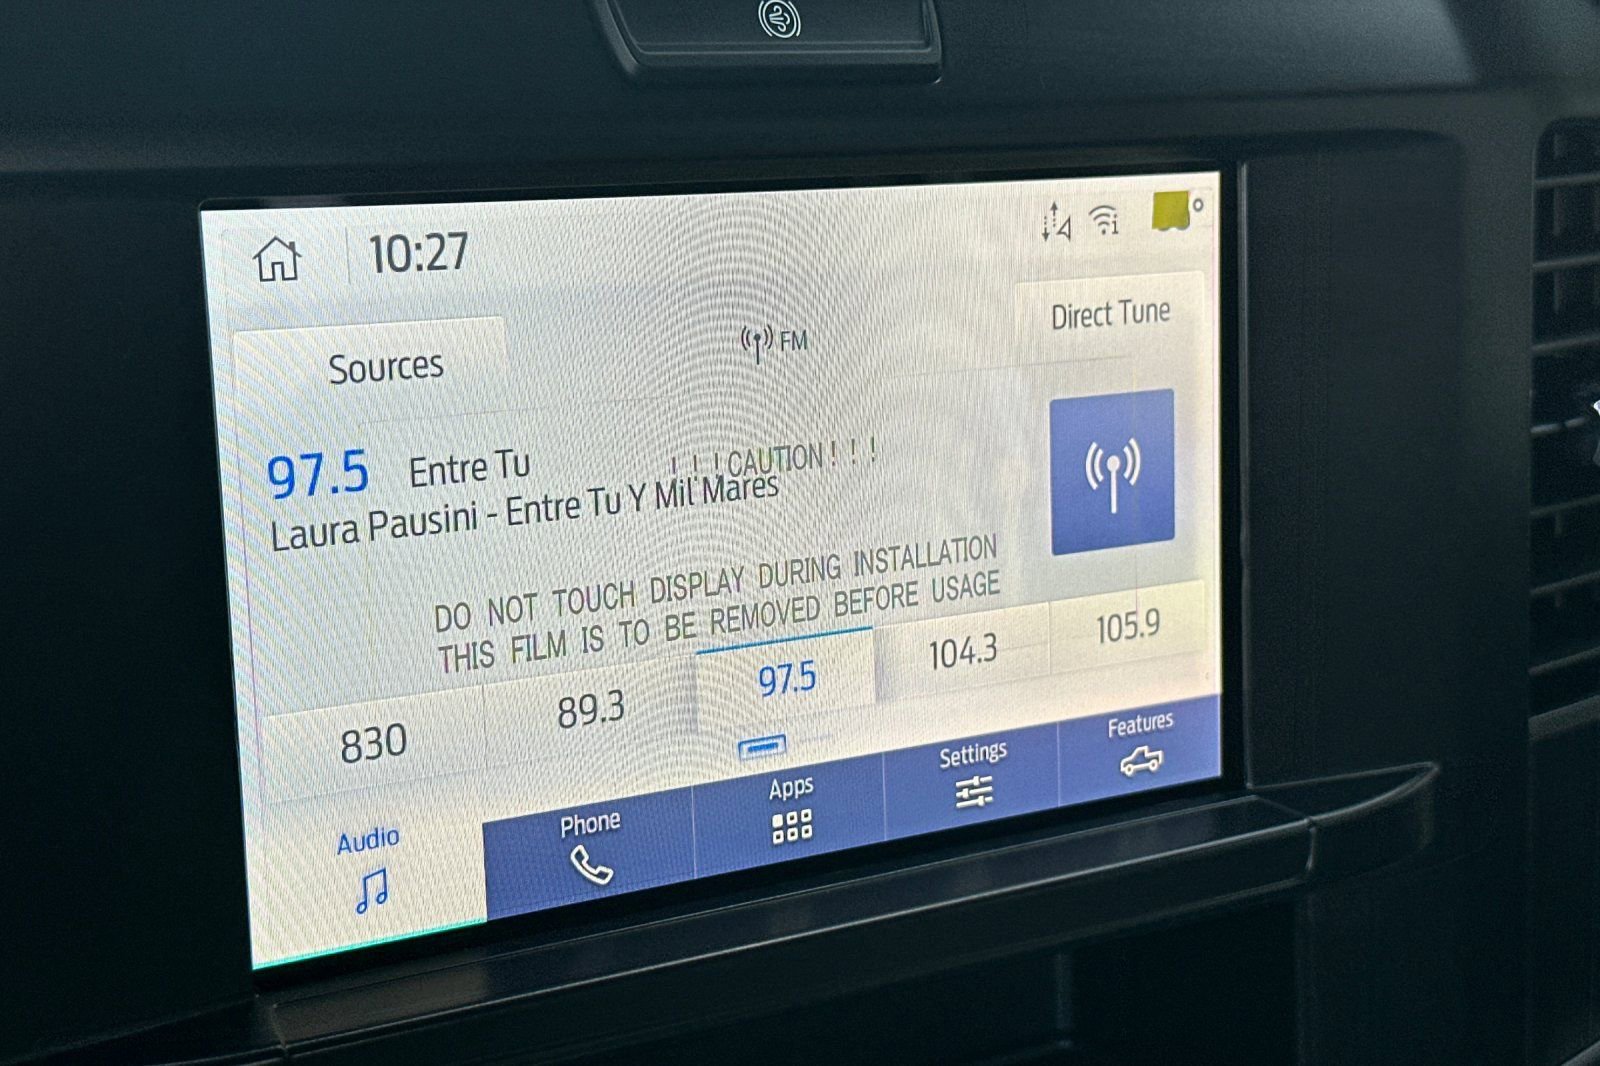 10:27
Sources
FM
Direct Tune
97.5 Entre Tu
! ! ! CAUTION ! ! !
Laura Pausini - Entre Tu Y Mil Mares
DO NOT TOUCH DISPLAY DURING INSTALLATION
THIS FILM IS TO BE REMOVED BEFORE USAGE
830 89.3 97.5 104.3 105.9
Audio Phone Apps Settings Features